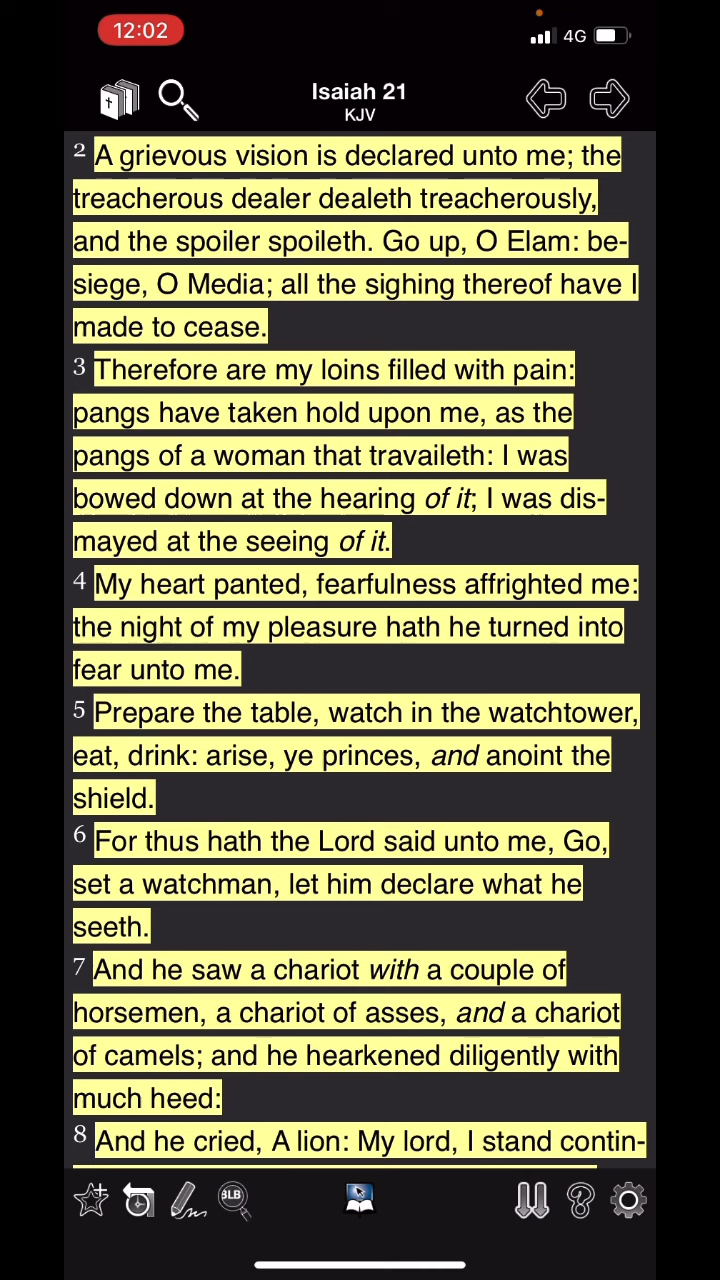 12:02
4G
Isaiah 21
KJV
2 A grievous vision is declared unto me; the
treacherous dealer dealeth treacherously,
and the spoiler spoileth. Go up, O Elam: be-
siege, O Media; all the sighing thereof have I
made to cease.
3 Therefore are my loins filled with pain:
pangs have taken hold upon me, as the
pangs of a woman that travaileth: I was
bowed down at the hearing of it; I was dis-
mayed at the seeing of it.
4 My heart panted, fearfulness affrighted me:
the night of my pleasure hath he turned into
fear unto me.
5 Prepare the table, watch in the watchtower,
eat, drink: arise, ye princes, and anoint the
shield.
6 For thus hath the Lord said unto me, Go,
set a watchman, let him declare what he
seeth.
7 And he saw a chariot with a couple of
horsemen, a chariot of asses, and a chariot
of camels; and he hearkened diligently with
much heed:
8 And he cried, A lion: My lord, I stand contin-
BLB